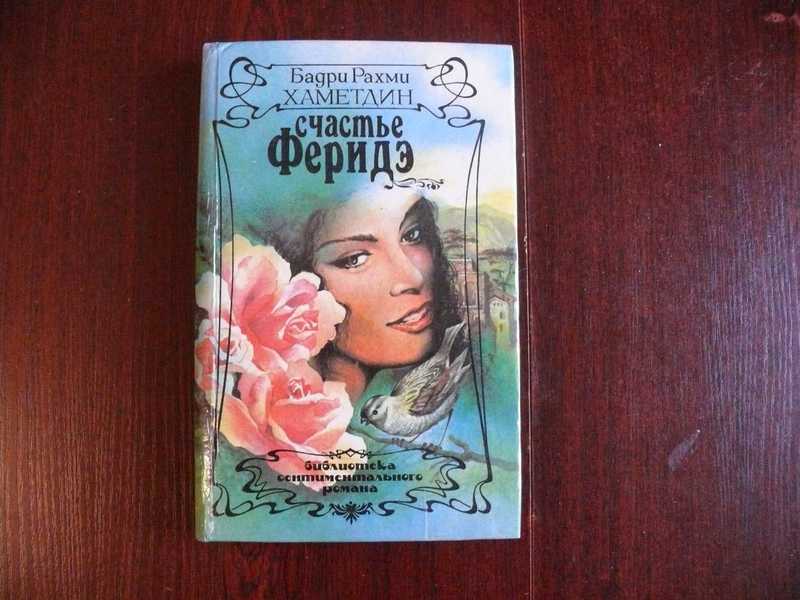 Бадри Рахми
ХАМЕТДИН
счастье
Феридэ
библиотека
сентиментального
романа